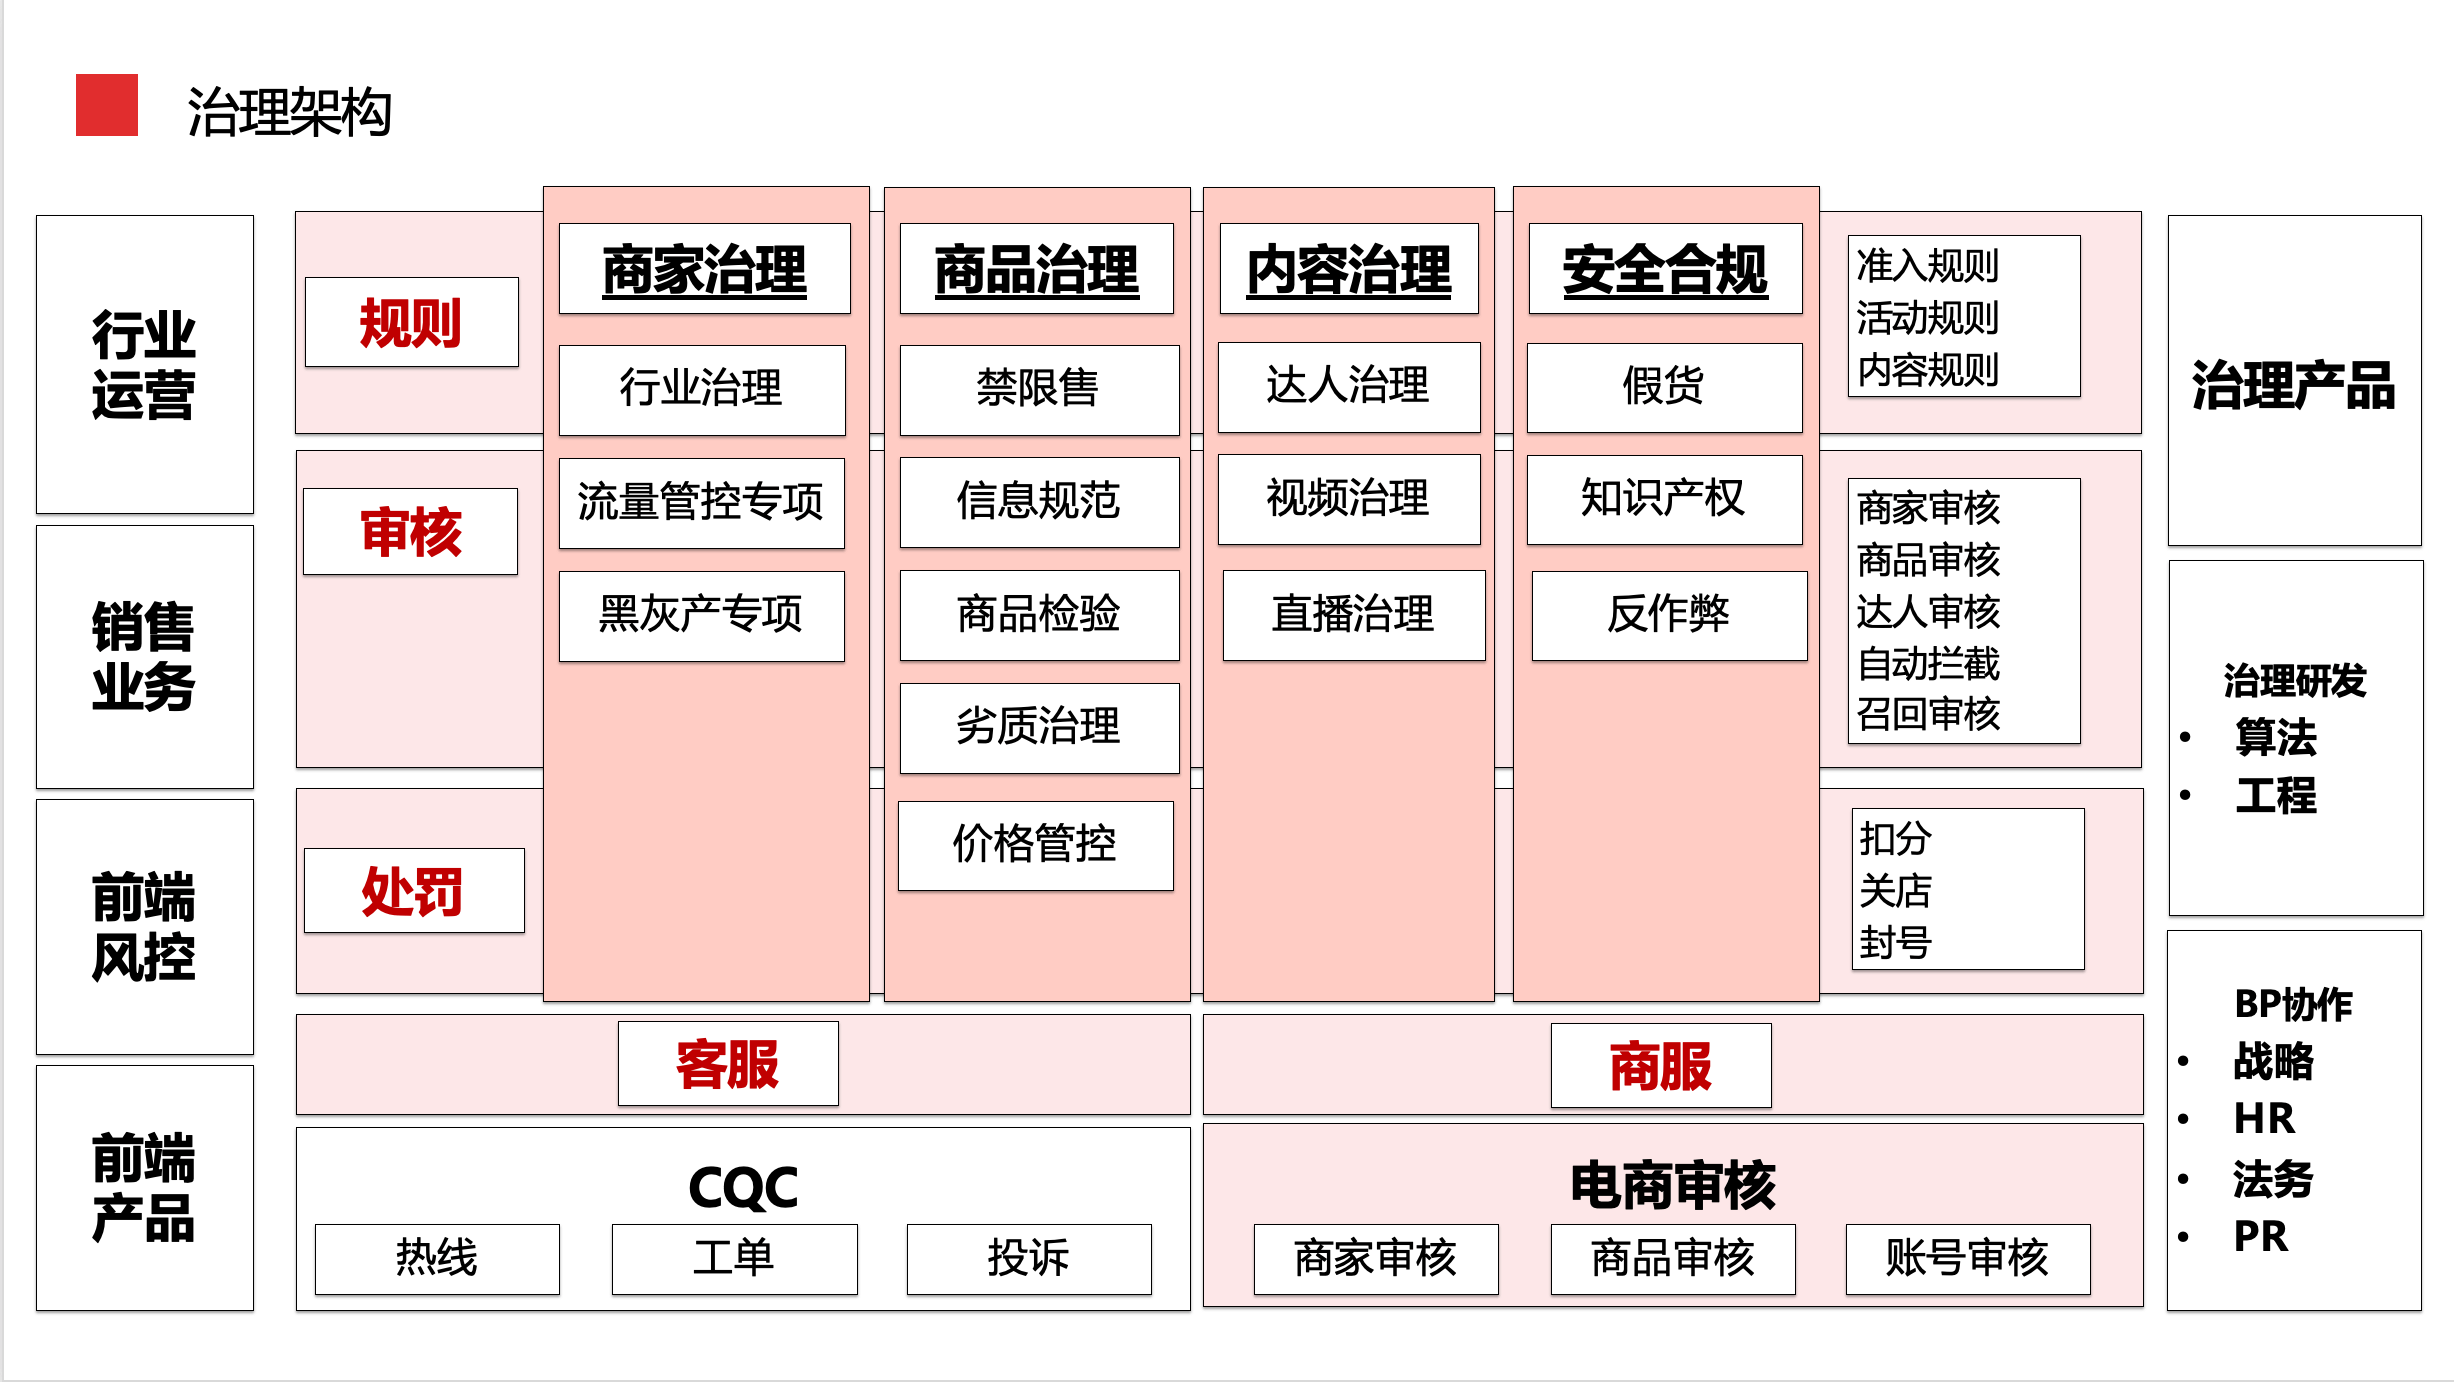 治理架构
行业
运营
销售
业务
前端
风控
前端
产品
规则
审核
处罚
商家治理
行业治理
流量管控专项
黑灰产专项
商品治理
禁限售
信息规范
商品检验
劣质治理
价格管控
内容治理
达人治理
视频治理
直播治理
安全合规
假货
知识产权
反作弊
准入规则
活动规则
内容规则
商家审核
商品审核
达人审核
自动拦截
召回审核
扣分
关店
封号
客服
商服
CQC
热线
工单
投诉
电商审核
商家审核
商品审核
账号审核
治理产品
治理研发
• 算法
• 工程
BP协作
• 战略
• HR
• 法务
• PR